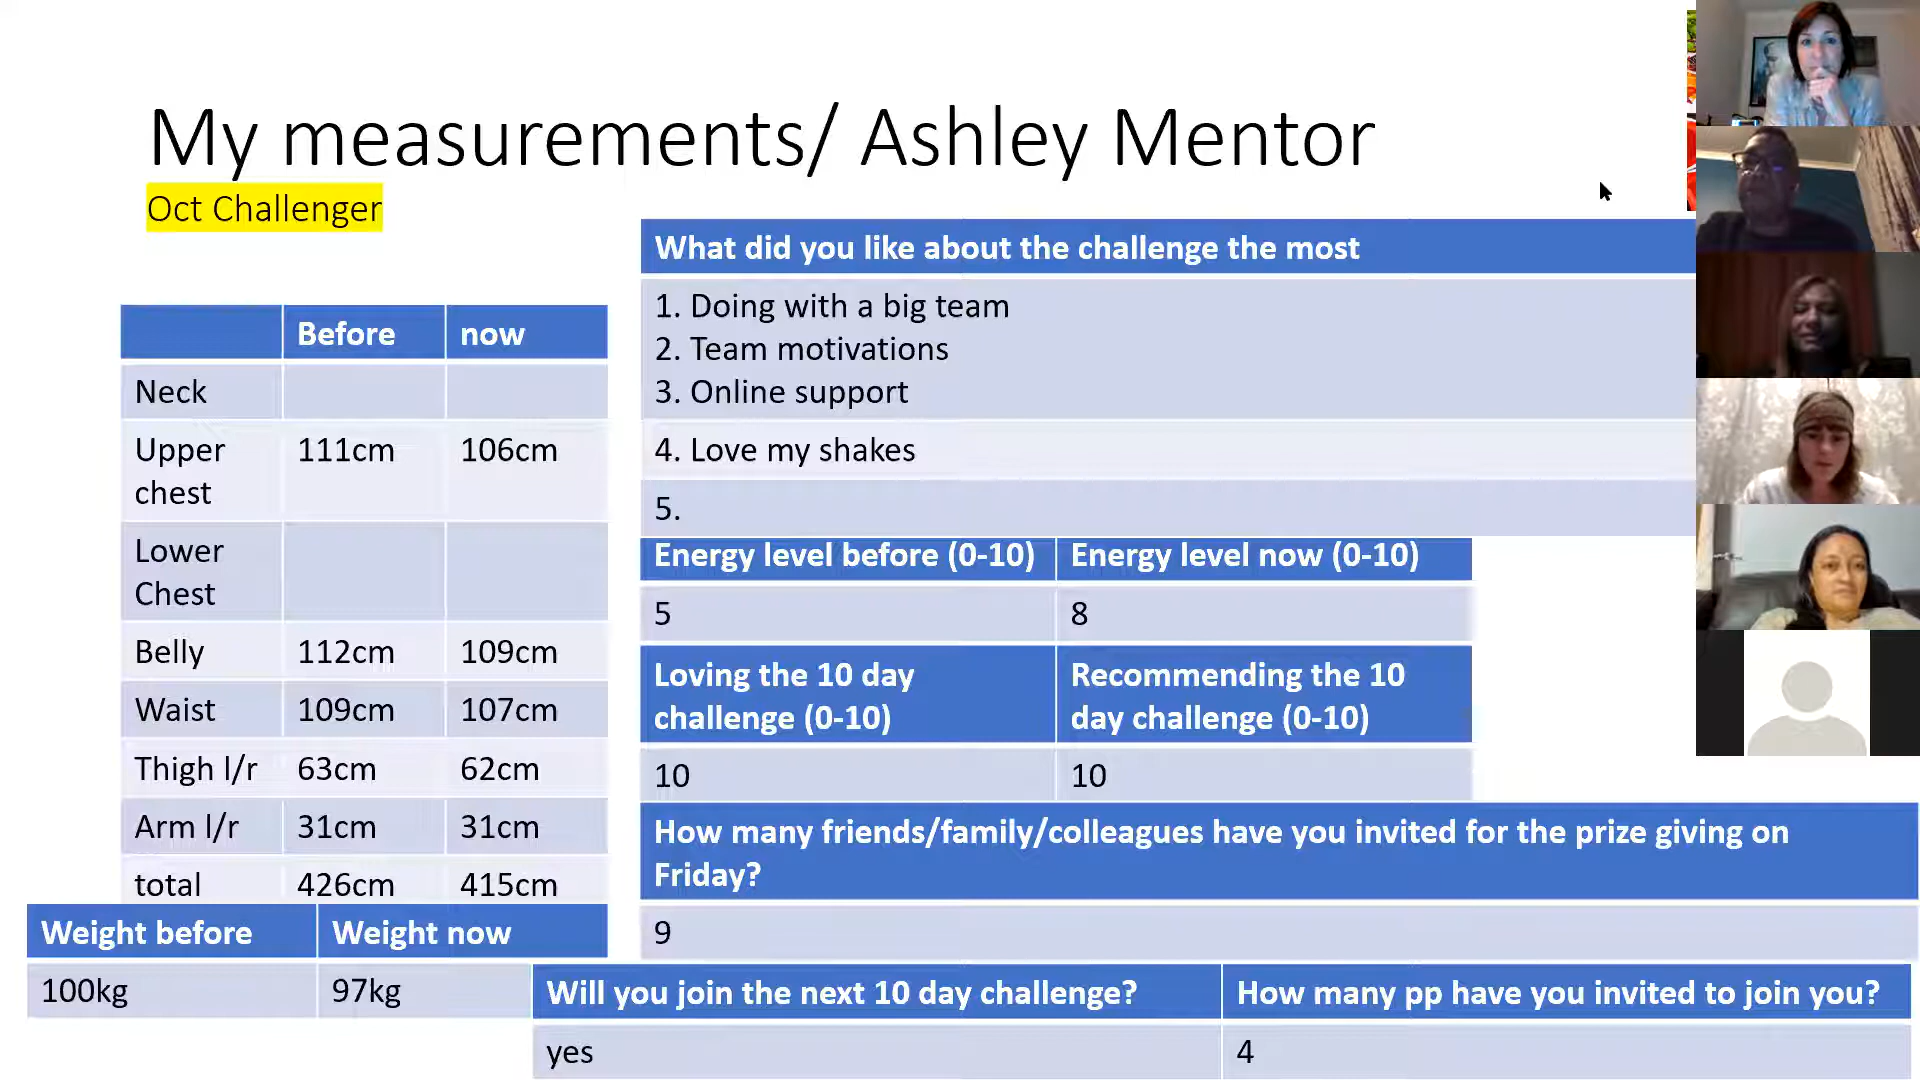 My measurements/ Ashley Mentor
Oct Challenger
Before now
Neck
Upper 111cm 106cm
chest
Lower
Chest
Belly 112cm 109cm
Waist 109cm 107cm
Thigh l/r 63cm 62cm
Arm l/r 31cm 31cm
total 426cm 415cm
Weight before Weight now
100kg 97kg
What did you like about the challenge the most
1. Doing with a big team
2. Team motivations
3. Online support
4. Love my shakes
5.
Energy level before (0-10) Energy level now (0-10)
5 8
Loving the 10 day
challenge (0-10)
Recommending the 10
day challenge (0-10)
10 10
How many friends/family/colleagues have you invited for the prize giving on
Friday?
9
Will you join the next 10 day challenge? How many pp have you invited to join you?
yes 4